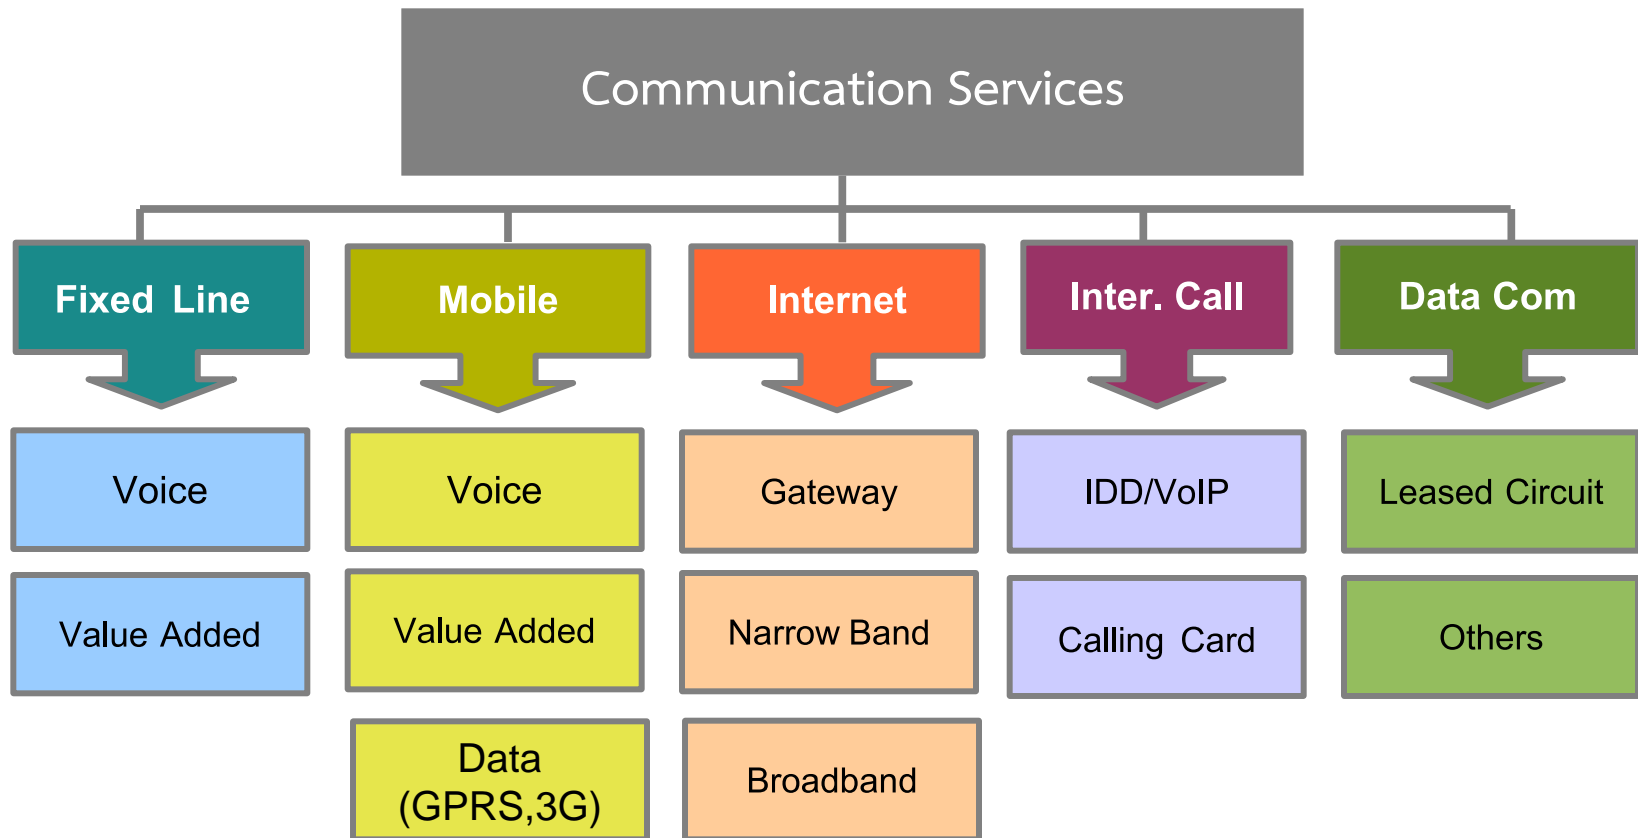 Communication Services
Fixed Line
Mobile
Internet
Inter. Call
Data Com
Voice
Voice
Gateway
IDD/VoIP
Leased Circuit
Value Added
Value Added
Narrow Band
Calling Card
Others
Data
(GPRS,3G)
Broadband